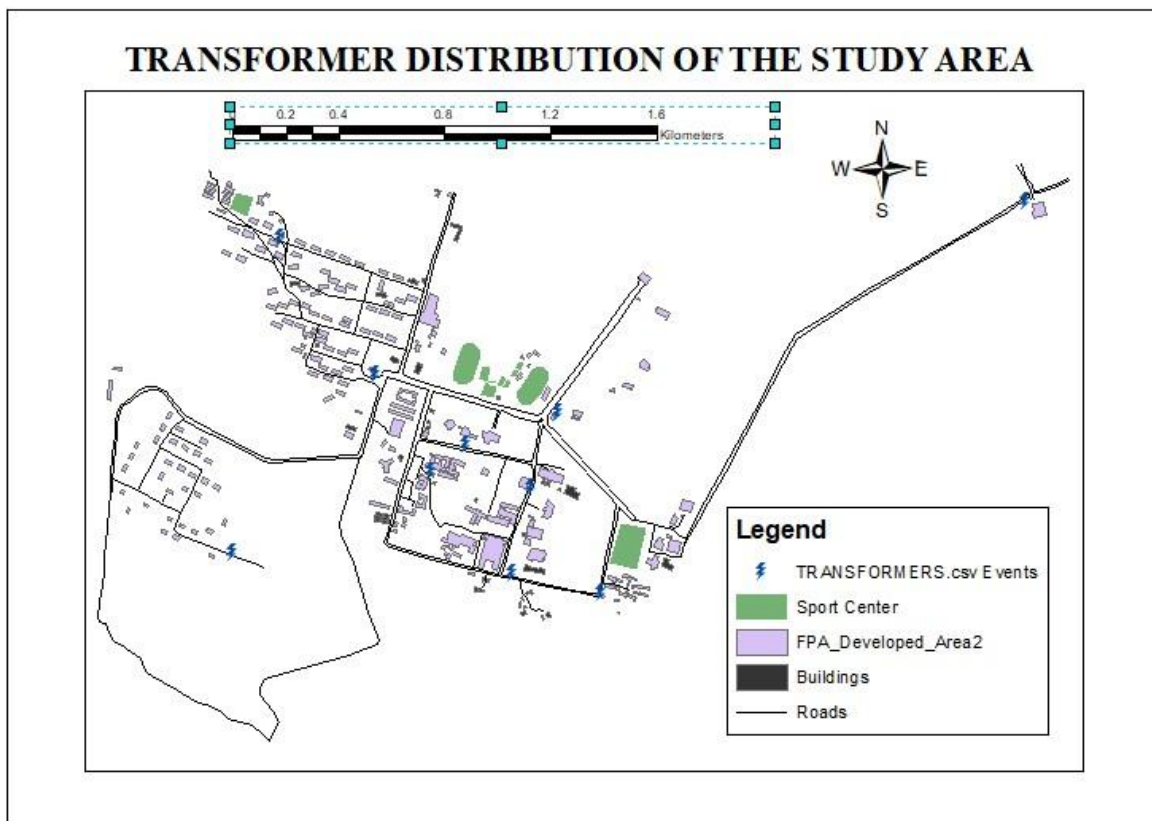 TRANSFORMER DISTRIBUTION OF THE STUDY AREA
0 0.2 0.4 0.8 1.2 1.6
Kilometers
N
W E
S
Legend
TRANSFORMERS.csv Events
Sport Center
FPA_Developed_Area2
Buildings
Roads